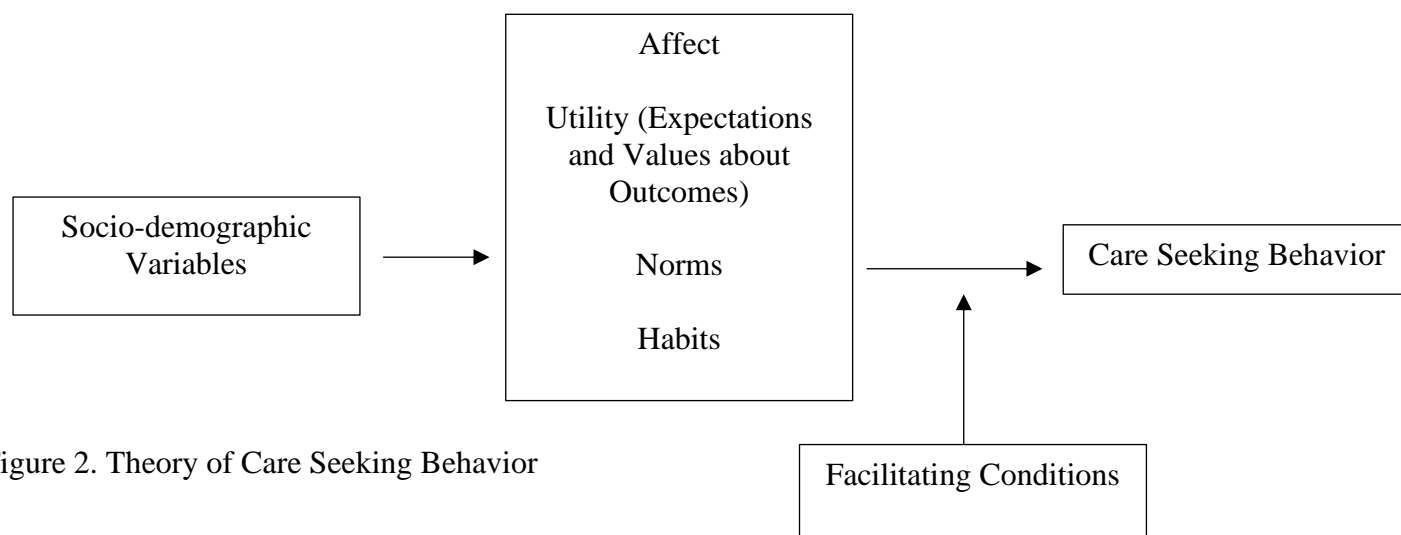 Affect
Utility (Expectations
and Values about
Outcomes)
Norms
Habits
Socio-demographic
Variables
Care Seeking Behavior
Facilitating Conditions
igure 2. Theory of Care Seeking Behavior